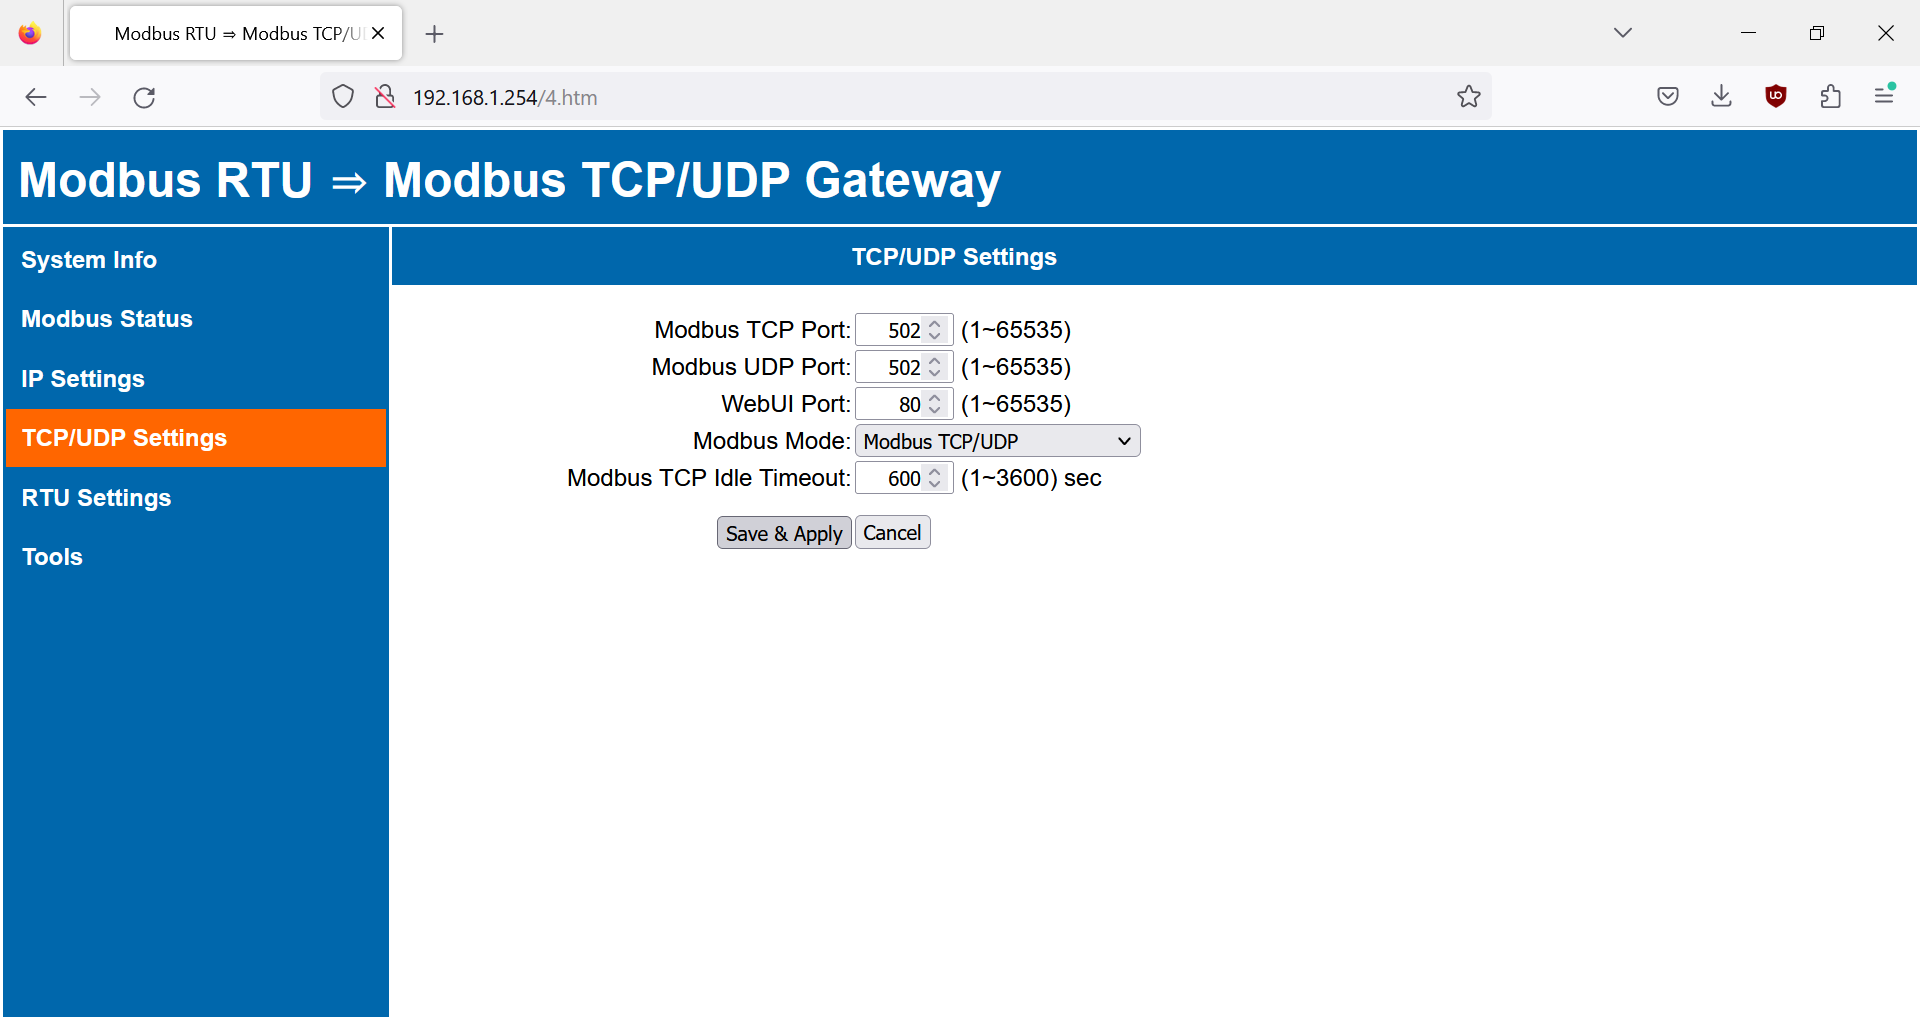 Modbus RTU ⇒ Modbus TCP/U
192.168.1.254/4.htm
Modbus RTU ⇒ Modbus TCP/UDP Gateway
System Info
Modbus Status
IP Settings
TCP/UDP Settings
RTU Settings
Tools
TCP/UDP Settings
Modbus TCP Port: 502 (1~65535)
Modbus UDP Port: 502 (1~65535)
WebUI Port: 80 (1~65535)
Modbus Mode: Modbus TCP/UDP
Modbus TCP Idle Timeout: 600 (1~3600) sec
Save & Apply Cancel